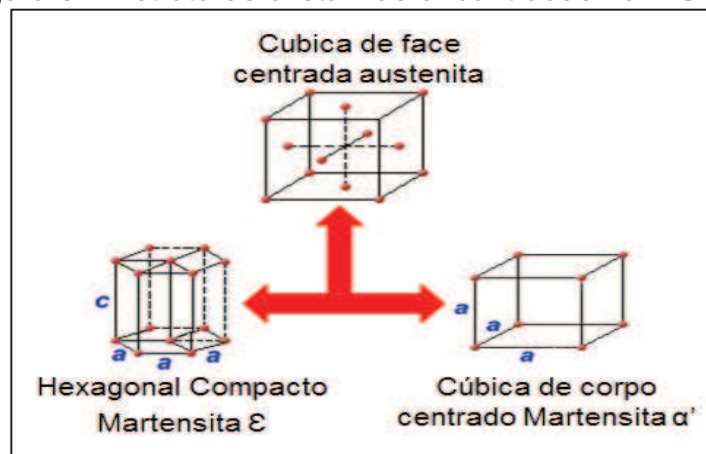 Cubica de face
centrada austenita
c
a
a
a
a
a
a
Hexagonal Compacto
Martensita Ɛ
Cúbica de corpo
centrado Martensita α'